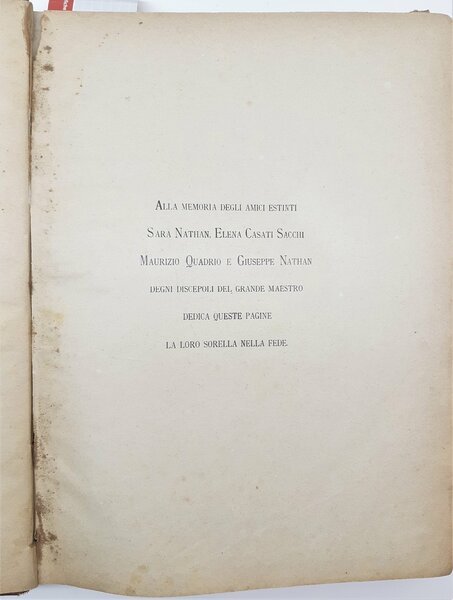 ALLA MEMORIA DEGLI AMICI ESTINTI
SARA NATHAN, ELENA CASATI SACCHI
MAURIZIO QUADRIO E GIUSEPPE NATHAN
DEGNI DISCEPOLI DEL GRANDE MAESTRO
DEDICA QUESTE PAGINE
LA LORO SORELLA NELLA FEDE.